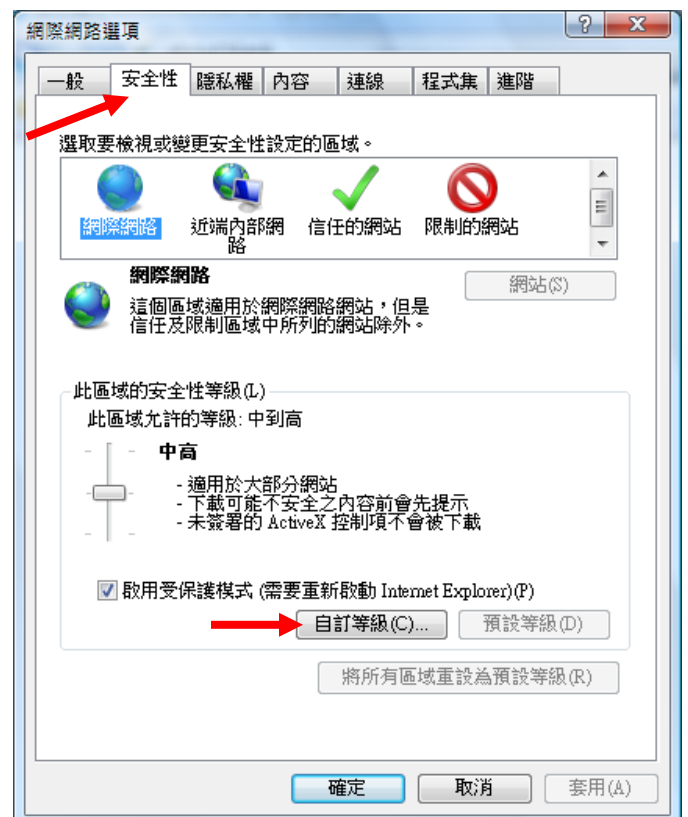 網際網路選項
一般 安全性 隱私權 內容 連線 程式集 進階
選取要檢視或變更安全性設定的區域。
網際網路 近端內部網路 信任的網站 限制的網站
網際網路
網站(S)
這個區域適用於網際網路網站，但是
信任及限制區域中所列的網站除外。
此區域的安全性等級(L)
此區域允許的等級: 中到高
中高
- 適用於大部分網站
- 下載可能不安全之內容前會先提示
- 未簽署的 ActiveX 控制項不會被下載
啟用受保護模式 (需要重新啟動 Internet Explorer)(P)
自訂等級(C)... 預設等級(D)
將所有區域重設為預設等級(R)
確定 取消 套用(A)